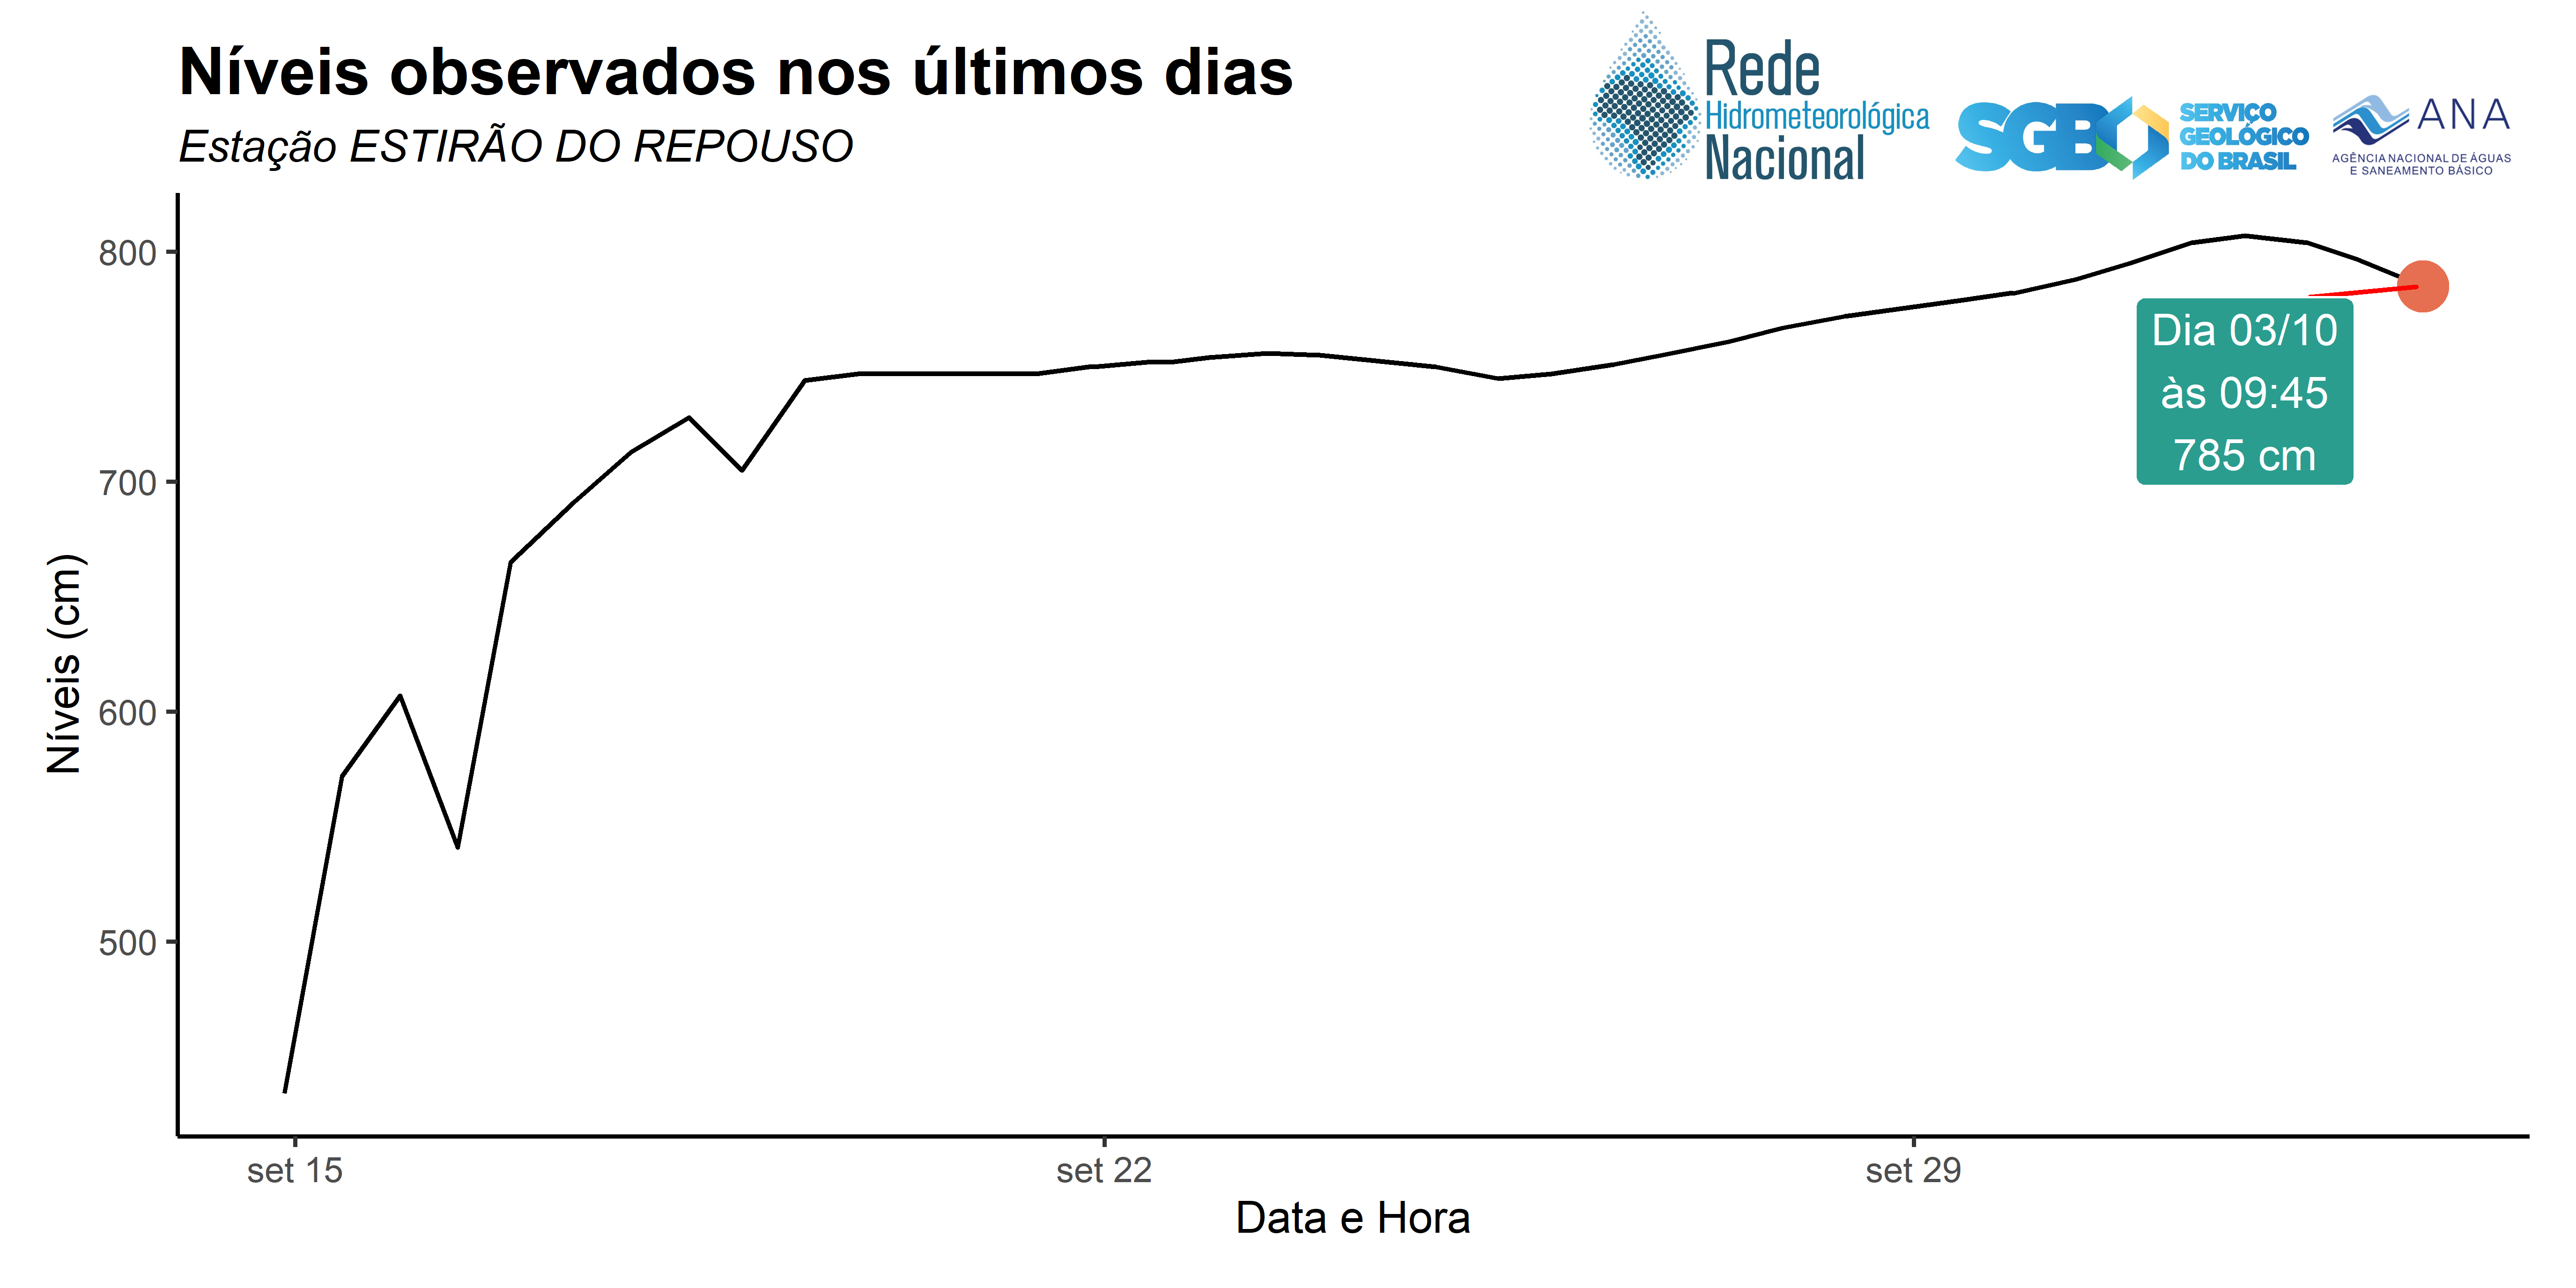 Níveis observados nos últimos dias
Estação ESTIRÃO DO REPOUSO
Rede
Hidrometeorológica
Nacional
SGB
SERVIÇO
GEOLÓGICO
DO BRASIL
ANA
AGÊNCIA NACIONAL DE ÁGUAS
E SANEAMENTO BÁSICO
Níveis (cm)
800
700
600
500
Dia 03/10
às 09:45
785 cm
set 15
set 22
set 29
Data e Hora